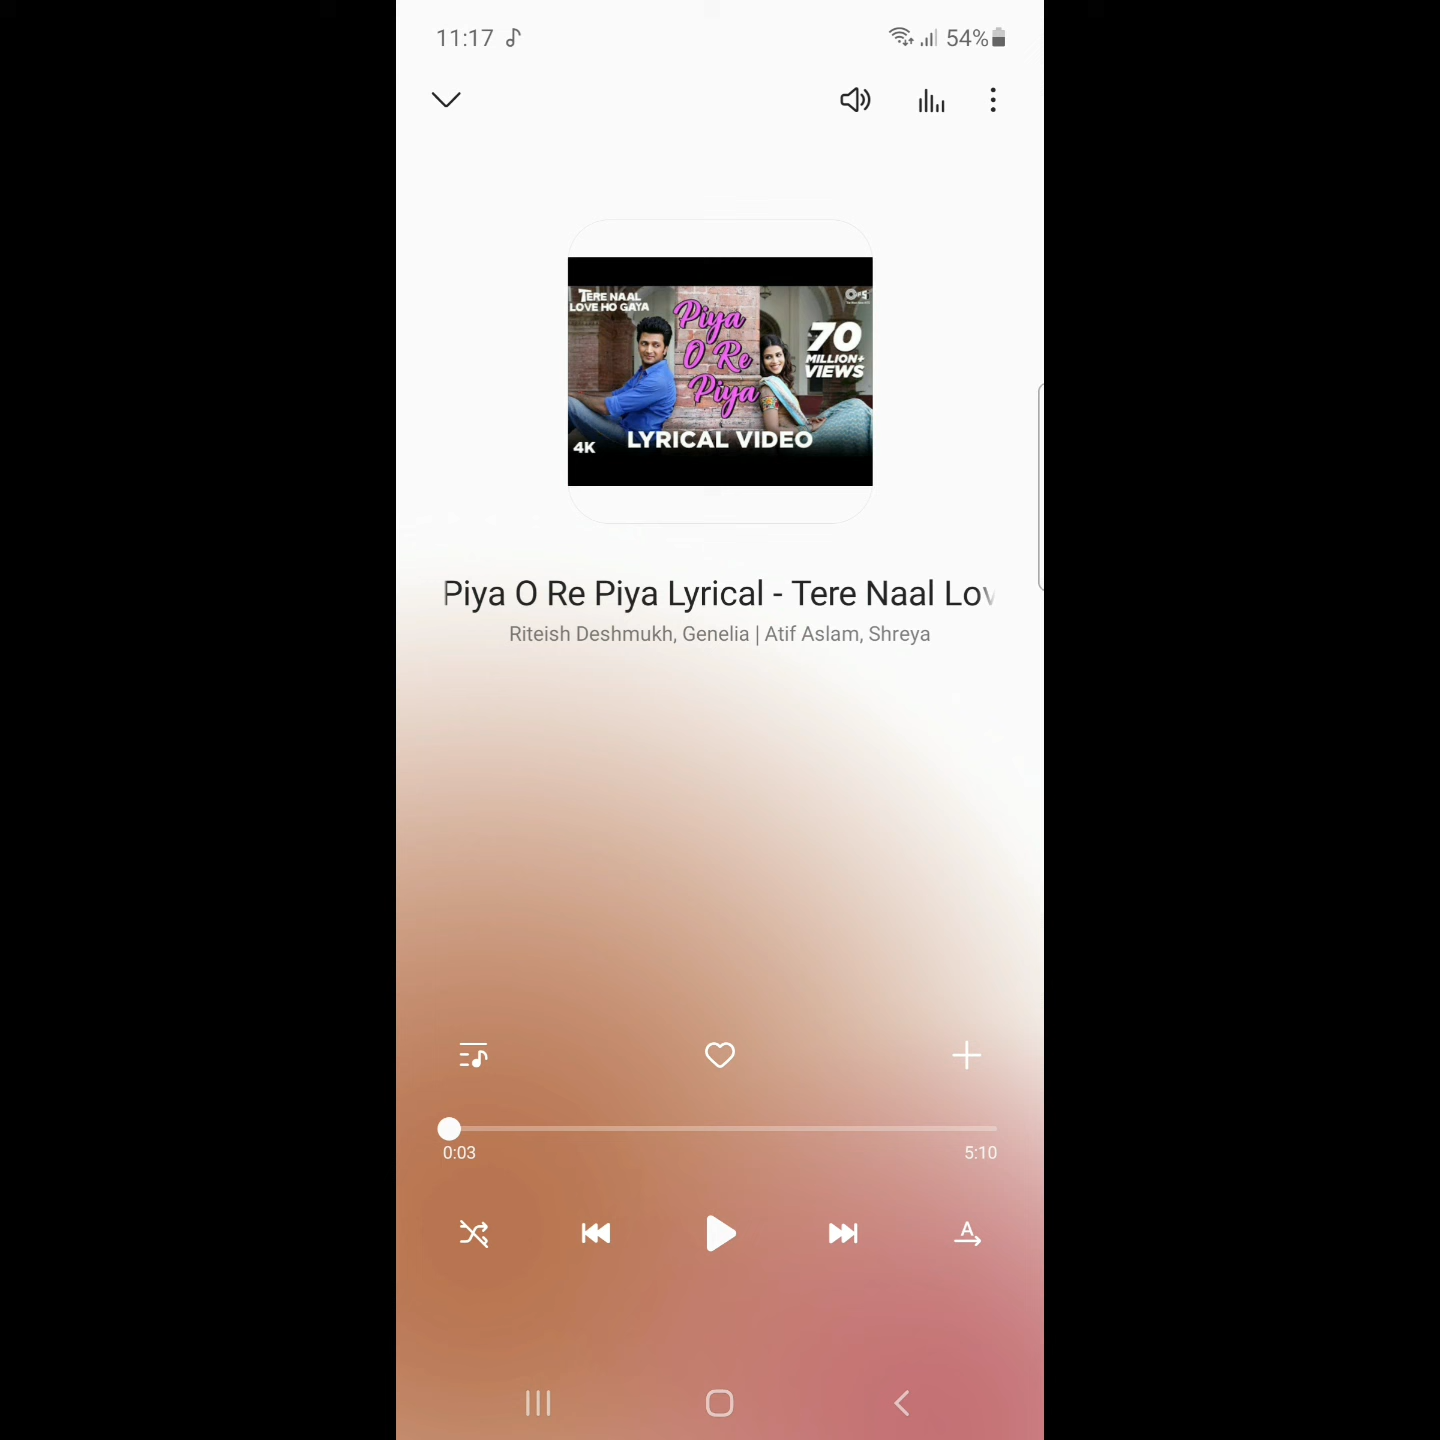 11:17
54%
TERE NAAL
LOVE HO GAYA
Piya
O Re
Piya
70
MILLION+
VIEWS
4K
LYRICAL VIDEO
Piya O Re Piya Lyrical - Tere Naal Lov
Riteish Deshmukh, Genelia | Atif Aslam, Shreya
0:03
5:10
A